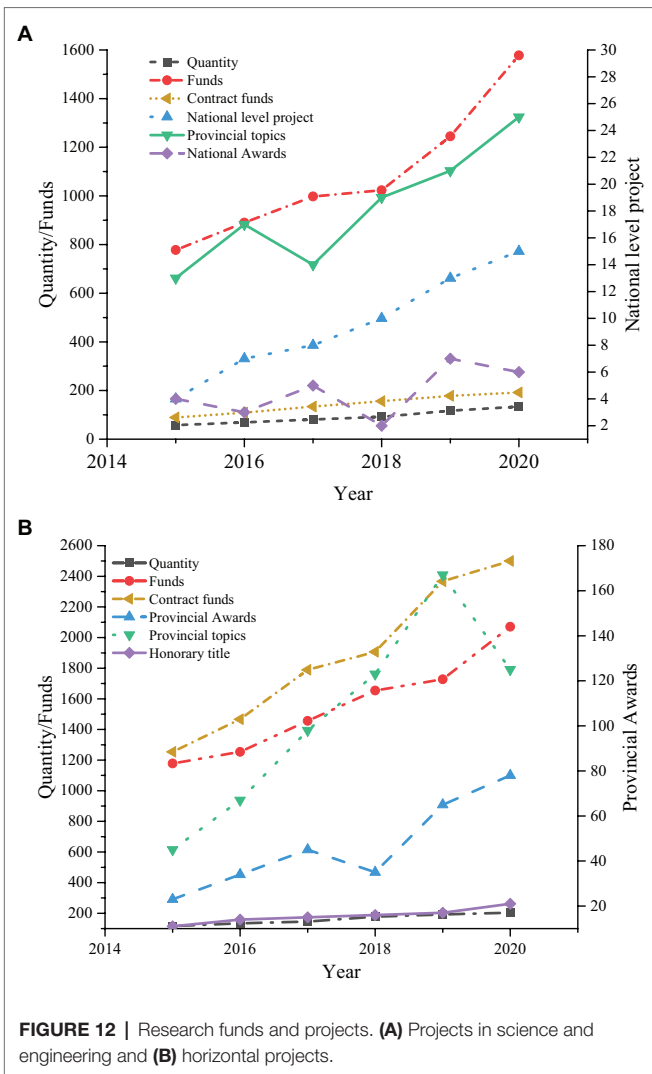 A
1600
1400
1200
1000
800
600
400
200
0
Quantity/Funds
Quantity
Funds
Contract funds
National level project
Provincial topics
National Awards
30
28
26
24
22
20
18
16
14
12
10
8
6
4
2
National level project
2014
2016
2018
2020
Year
B
2600
2400
2200
2000
1800
1600
1400
1200
1000
800
600
400
200
Quantity/Funds
Quantity
Funds
Contract funds
Provincial Awards
Provincial topics
Honorary title
180
160
140
120
100
80
60
40
20
Provincial Awards
2014
2016
2018
2020
Year
FIGURE 12 | Research funds and projects. (A) Projects in science and
engineering and (B) horizontal projects.